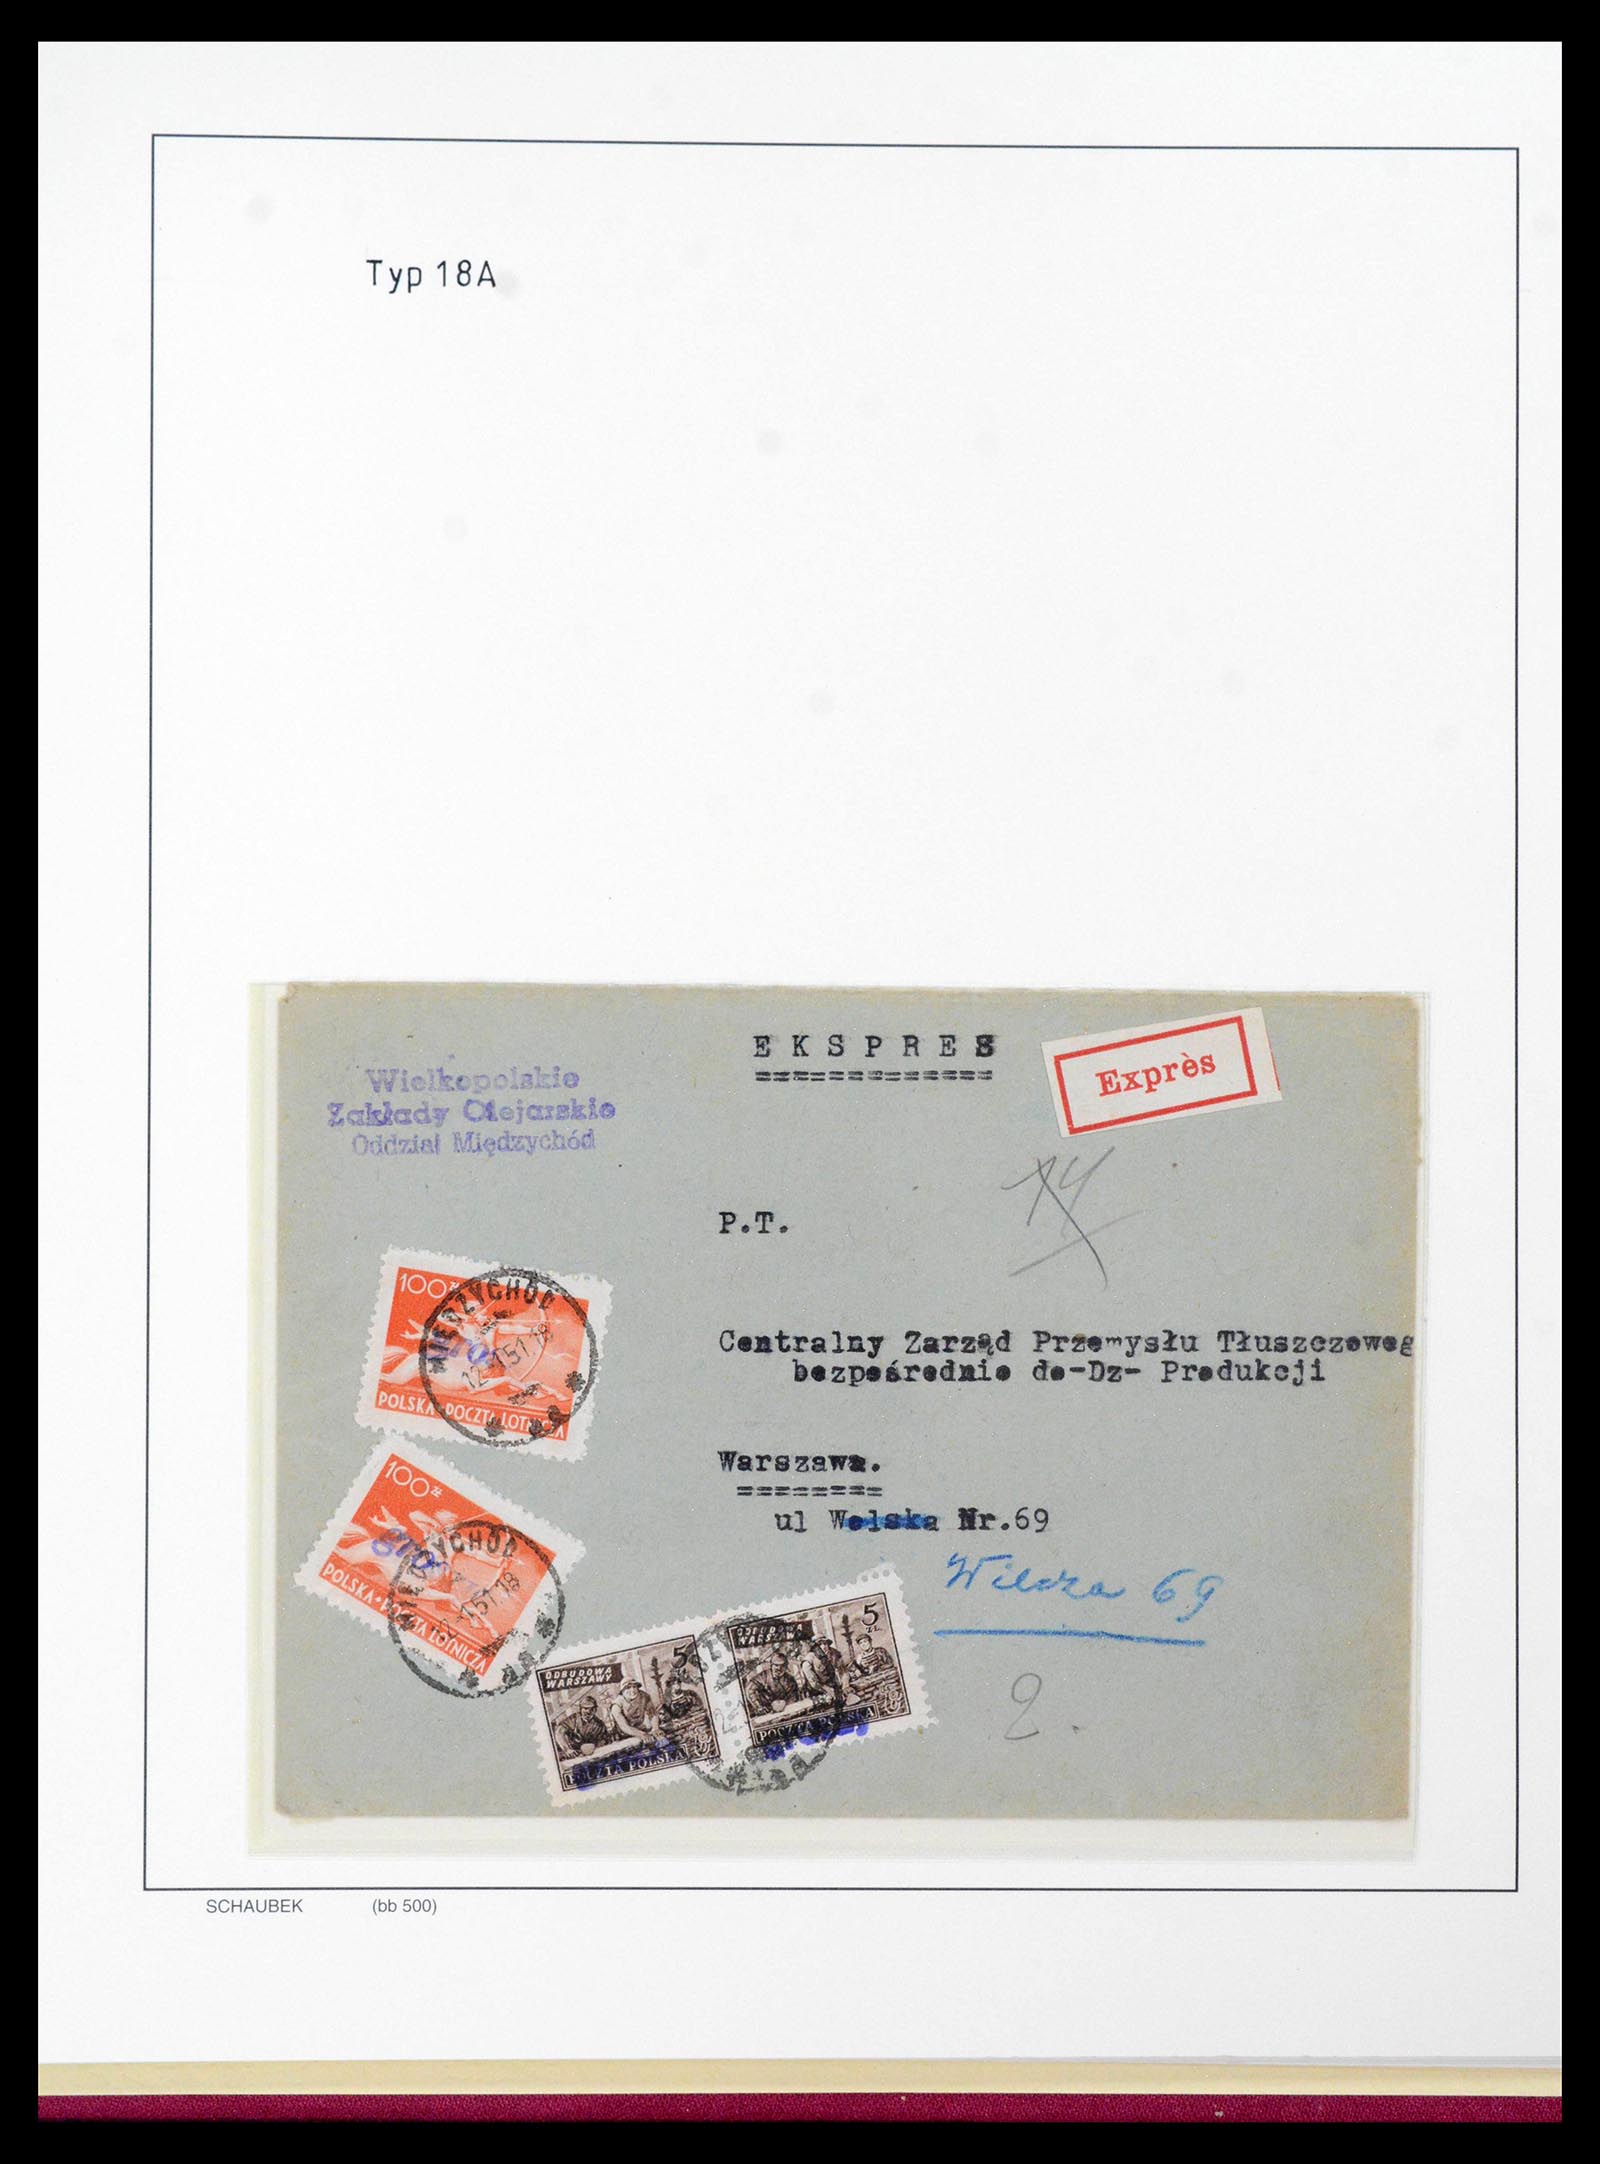 Typ 18A
EKSPRES
Exprès
Wielkopolskie
Zakłady Olejarskie
Oddział Międzychód
P.T.
Centralny Zarząd Przemysłu Tłuszczoweg
bezpośrednio do-Dz- Produkcji
Warszawa.
ul Wolska Nr.69
Wilcza 69
2.
100 zł
MIĘDZYCHÓD
POLSKA • POCZTA LOTNICZA
100 zł
MIĘDZYCHÓD
POLSKA • POCZTA LOTNICZA
5 ZŁ
ODBUDOWA
WARSZAWY
POCZTA POLSKA
5 ZŁ
ODBUDOWA
WARSZAWY
POCZTA POLSKA
SCHAUBEK (bb 500)